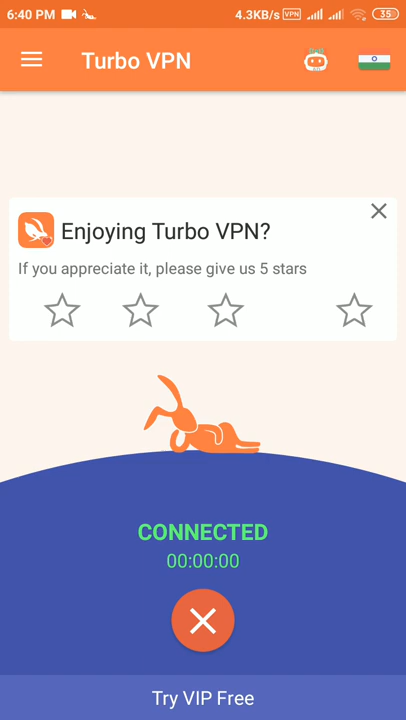 6:40 PM 4.3KB/s VPN 35
Turbo VPN
Enjoying Turbo VPN?
If you appreciate it, please give us 5 stars
CONNECTED
00:00:00
Try VIP Free